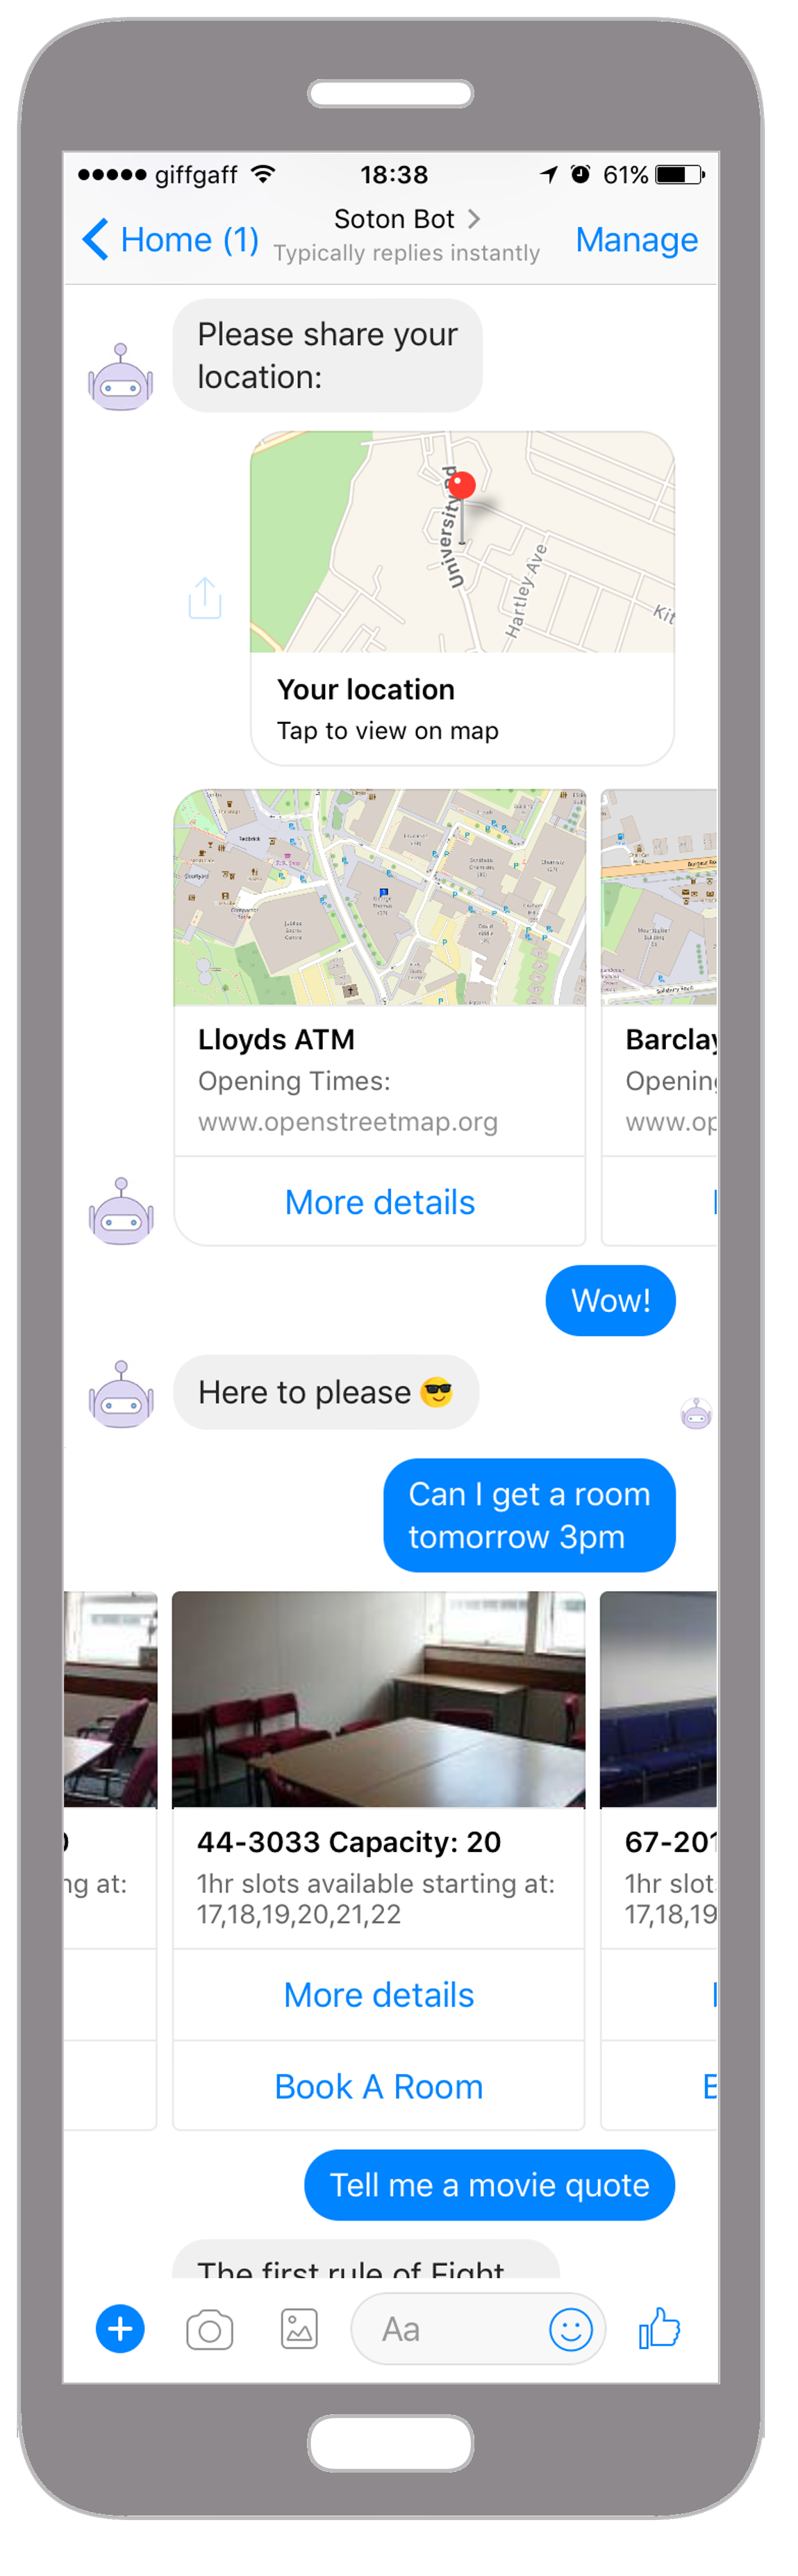 giffgaff 18:38 61%
Home (1) Soton Bot Manage
Typically replies instantly
Please share your
location:
University Rd
Hartley Ave
Kit
Your location
Tap to view on map
Lloyds ATM
Opening Times:
www.openstreetmap.org
More details
Barclay
Opening
www.op
Wow!
Here to please 😎
Can I get a room
tomorrow 3pm
ng at:
44-3033 Capacity: 20
1hr slots available starting at:
17,18,19,20,21,22
More details
Book A Room
67-201
1hr slot
17,18,19
Tell me a movie quote
The first rule of Fight
Aa